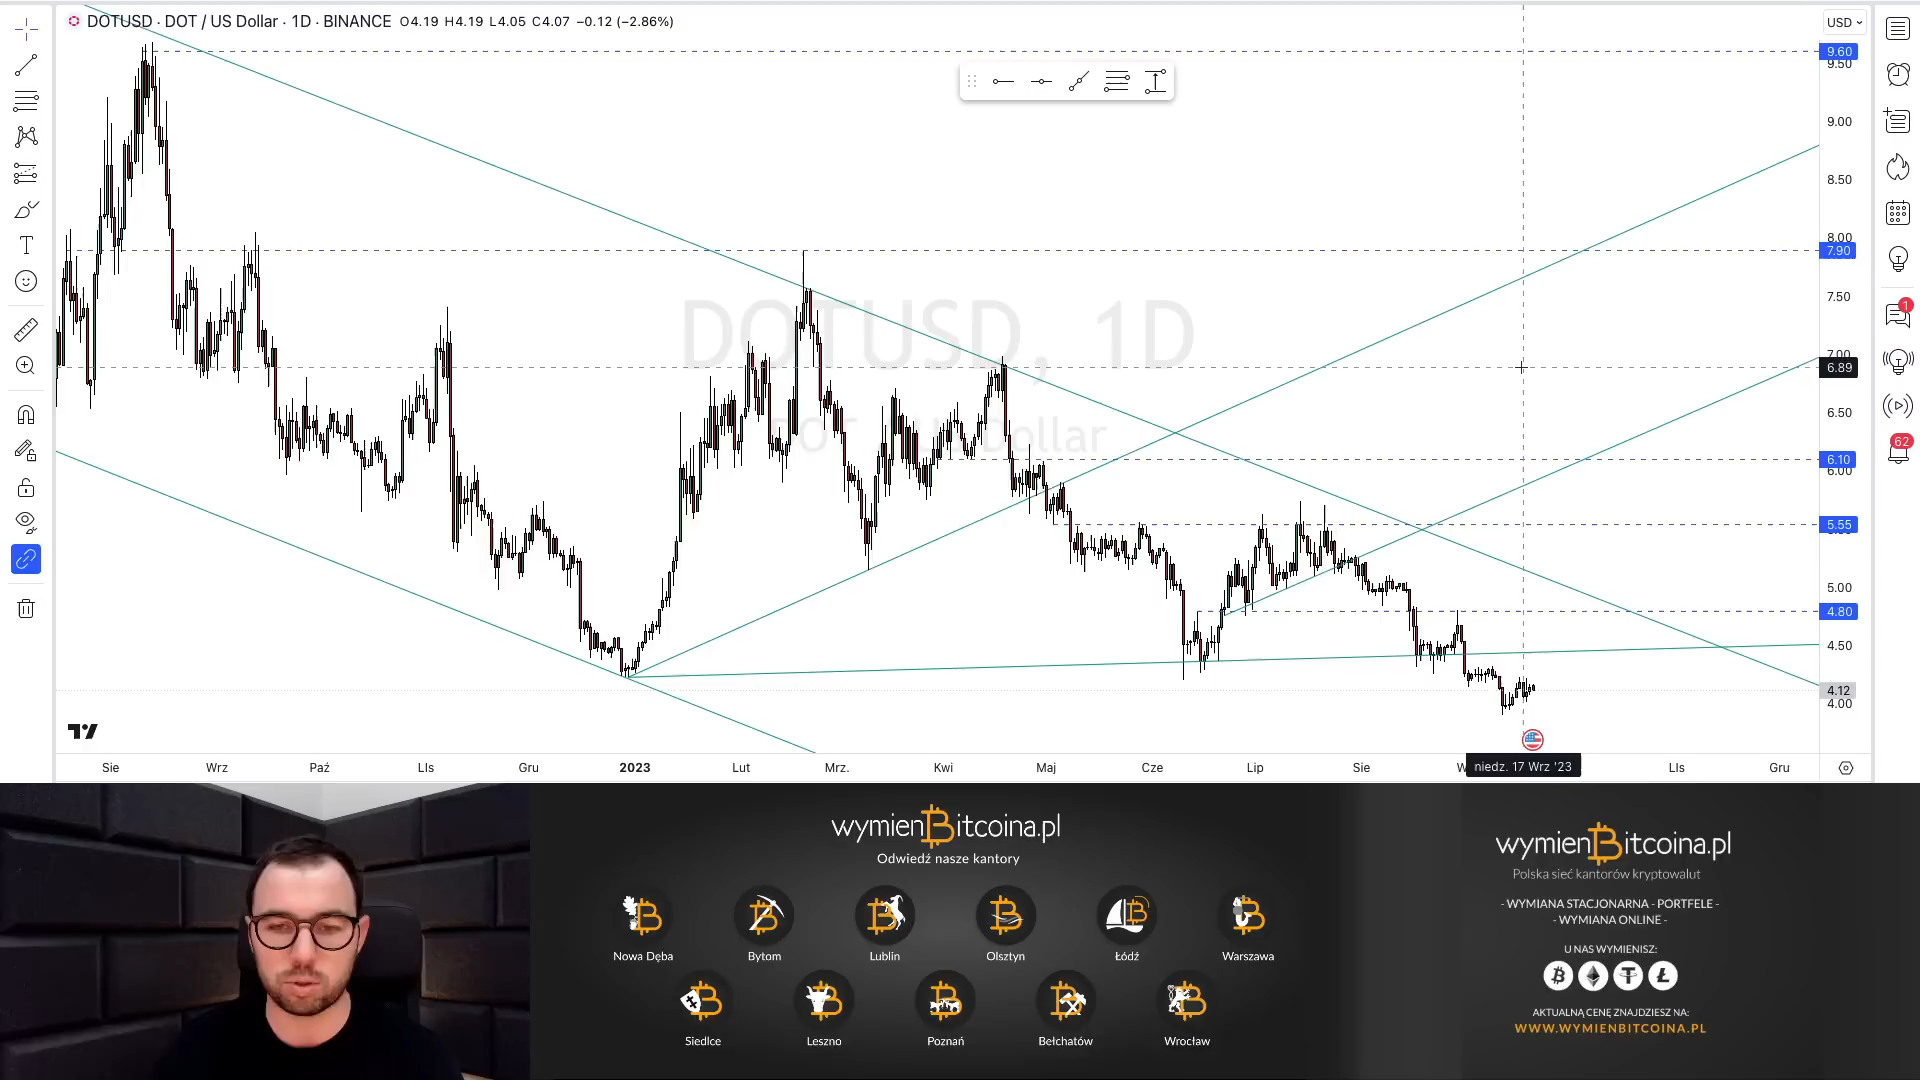 DOTUSD · DOT / US Dollar · 1D · BINANCE O4.19 H4.19 L4.05 C4.07 −0.12 (−2.86%)
USD
9.60
9.50
9.00
8.50
8.00
7.90
7.50
7.00
6.89
6.50
6.10
6.00
5.55
5.00
4.80
4.50
4.12
4.00
1
62
DOTUSD, 1D
DOT / US Dollar
Sie Wrz Paź LIs Gru 2023 Lut Mrz. Kwi Maj Cze Lip Sie W niedz. 17 Wrz '23 LIs Gru
wymienBitcoina.pl
Odwiedź nasze kantory
Nowa Dęba Bytom Lublin Olsztyn Łódź Warszawa
Siedlce Leszno Poznań Bełchatów Wrocław
wymienBitcoina.pl
Polska sieć kantorów kryptowalut
- WYMIANA STACJONARNA - PORTFELE -
- WYMIANA ONLINE -
U NAS WYMIENISZ:
AKTUALNĄ CENĘ ZNAJDZIESZ NA:
WWW.WYMIENBITCOINA.PL